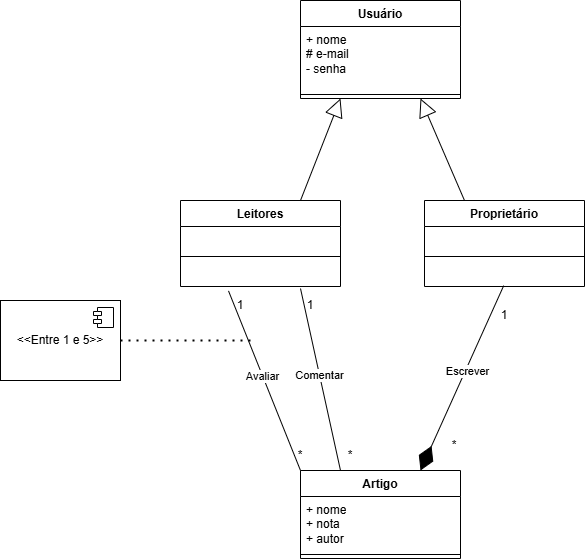 Usuário
+ nome
# e-mail
- senha
Leitores
Proprietário
1
1
1
<<Entre 1 e 5>>
Avaliar
Comentar
Escrever
*
*
*
Artigo
+ nome
+ nota
+ autor